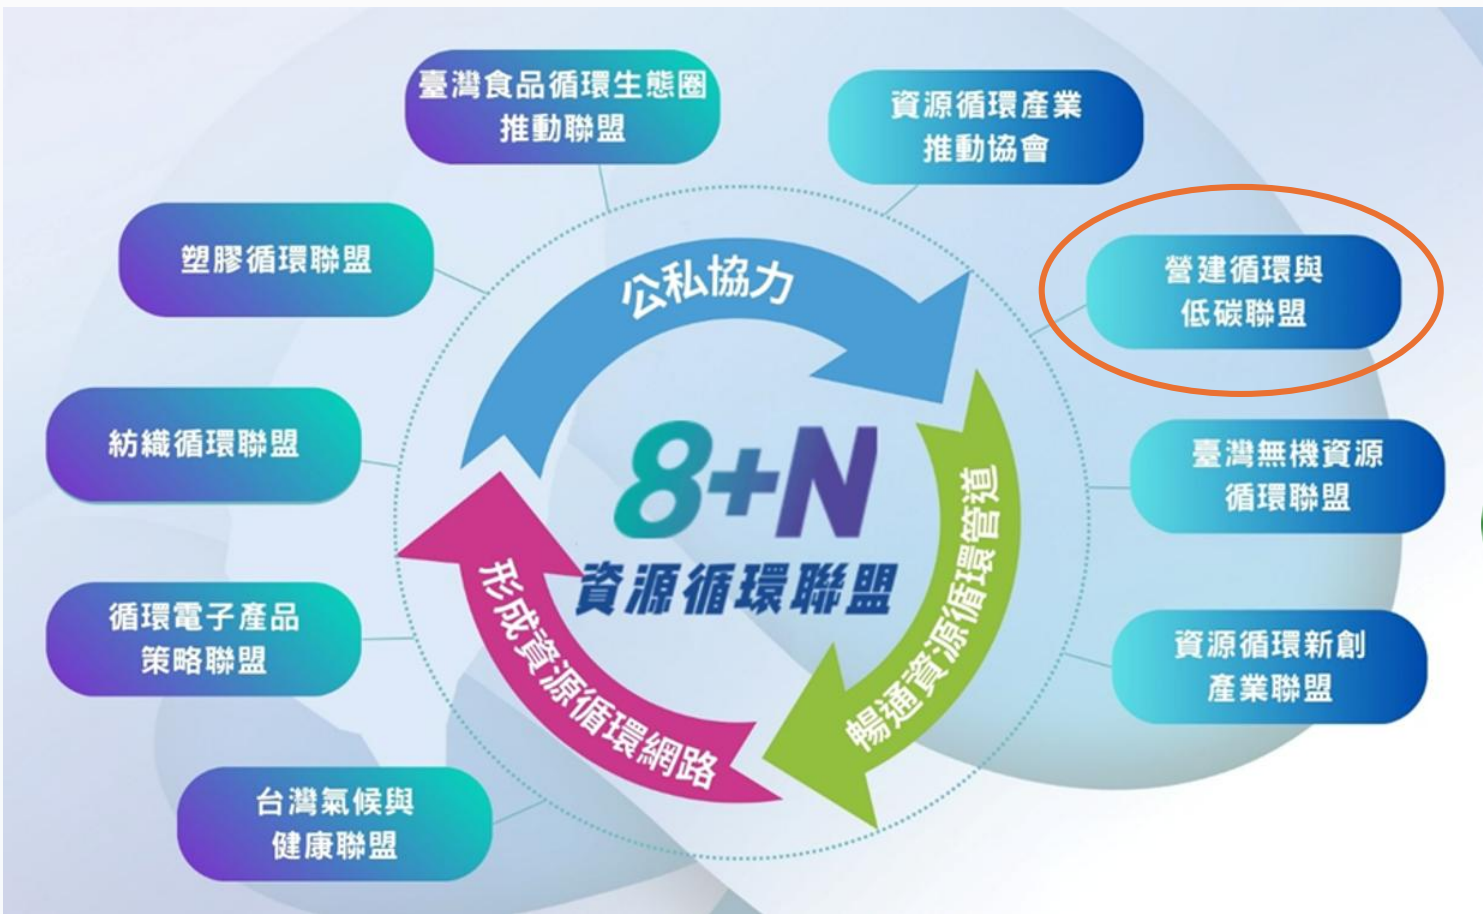 臺灣食品循環生態圈
推動聯盟
資源循環產業
推動協會
塑膠循環聯盟
營建循環與
低碳聯盟
紡織循環聯盟
臺灣無機資源
循環聯盟
循環電子產品
策略聯盟
資源循環新創
產業聯盟
台灣氣候與
健康聯盟
公私協力
暢通資源循環管道
形成資源循環網路
8+N
資源循環聯盟